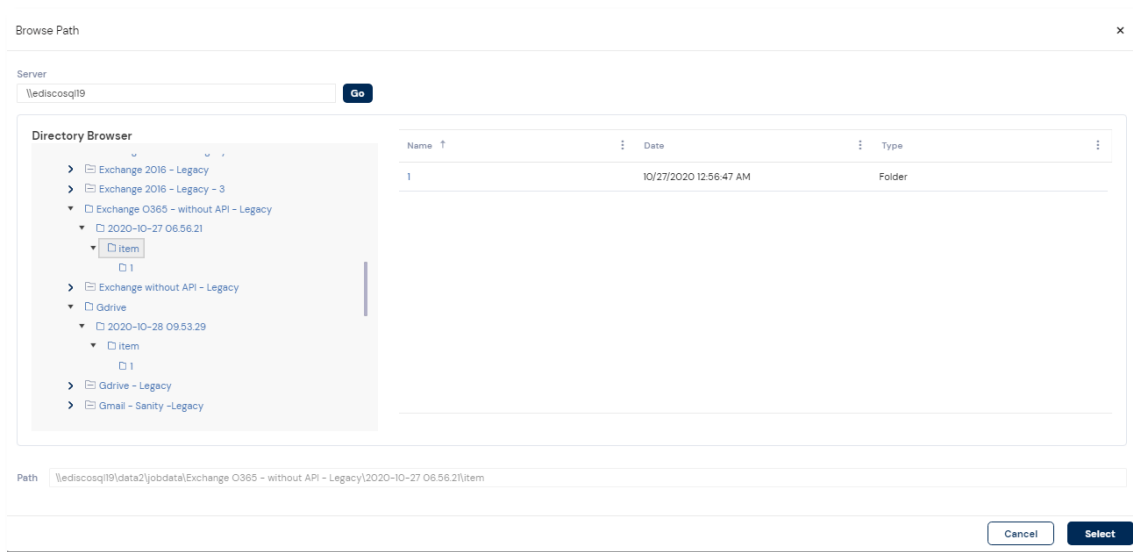 Browse Path
Server
\\ediscosql19
Go
Directory Browser
Exchange 2016 - Legacy
Exchange 2016 - Legacy - 3
Exchange O365 - without API - Legacy
2020-10-27 06.56.21
item
1
Exchange without API - Legacy
Gdrive
2020-10-28 09.53.29
item
1
Gdrive - Legacy
Gmail - Sanity -Legacy
Name ↑ Date Type
1 10/27/2020 12:56:47 AM Folder
Path \\ediscosql19\data2\jobdata\Exchange O365 - without API - Legacy\2020-10-27 06.56.21\item
Cancel Select